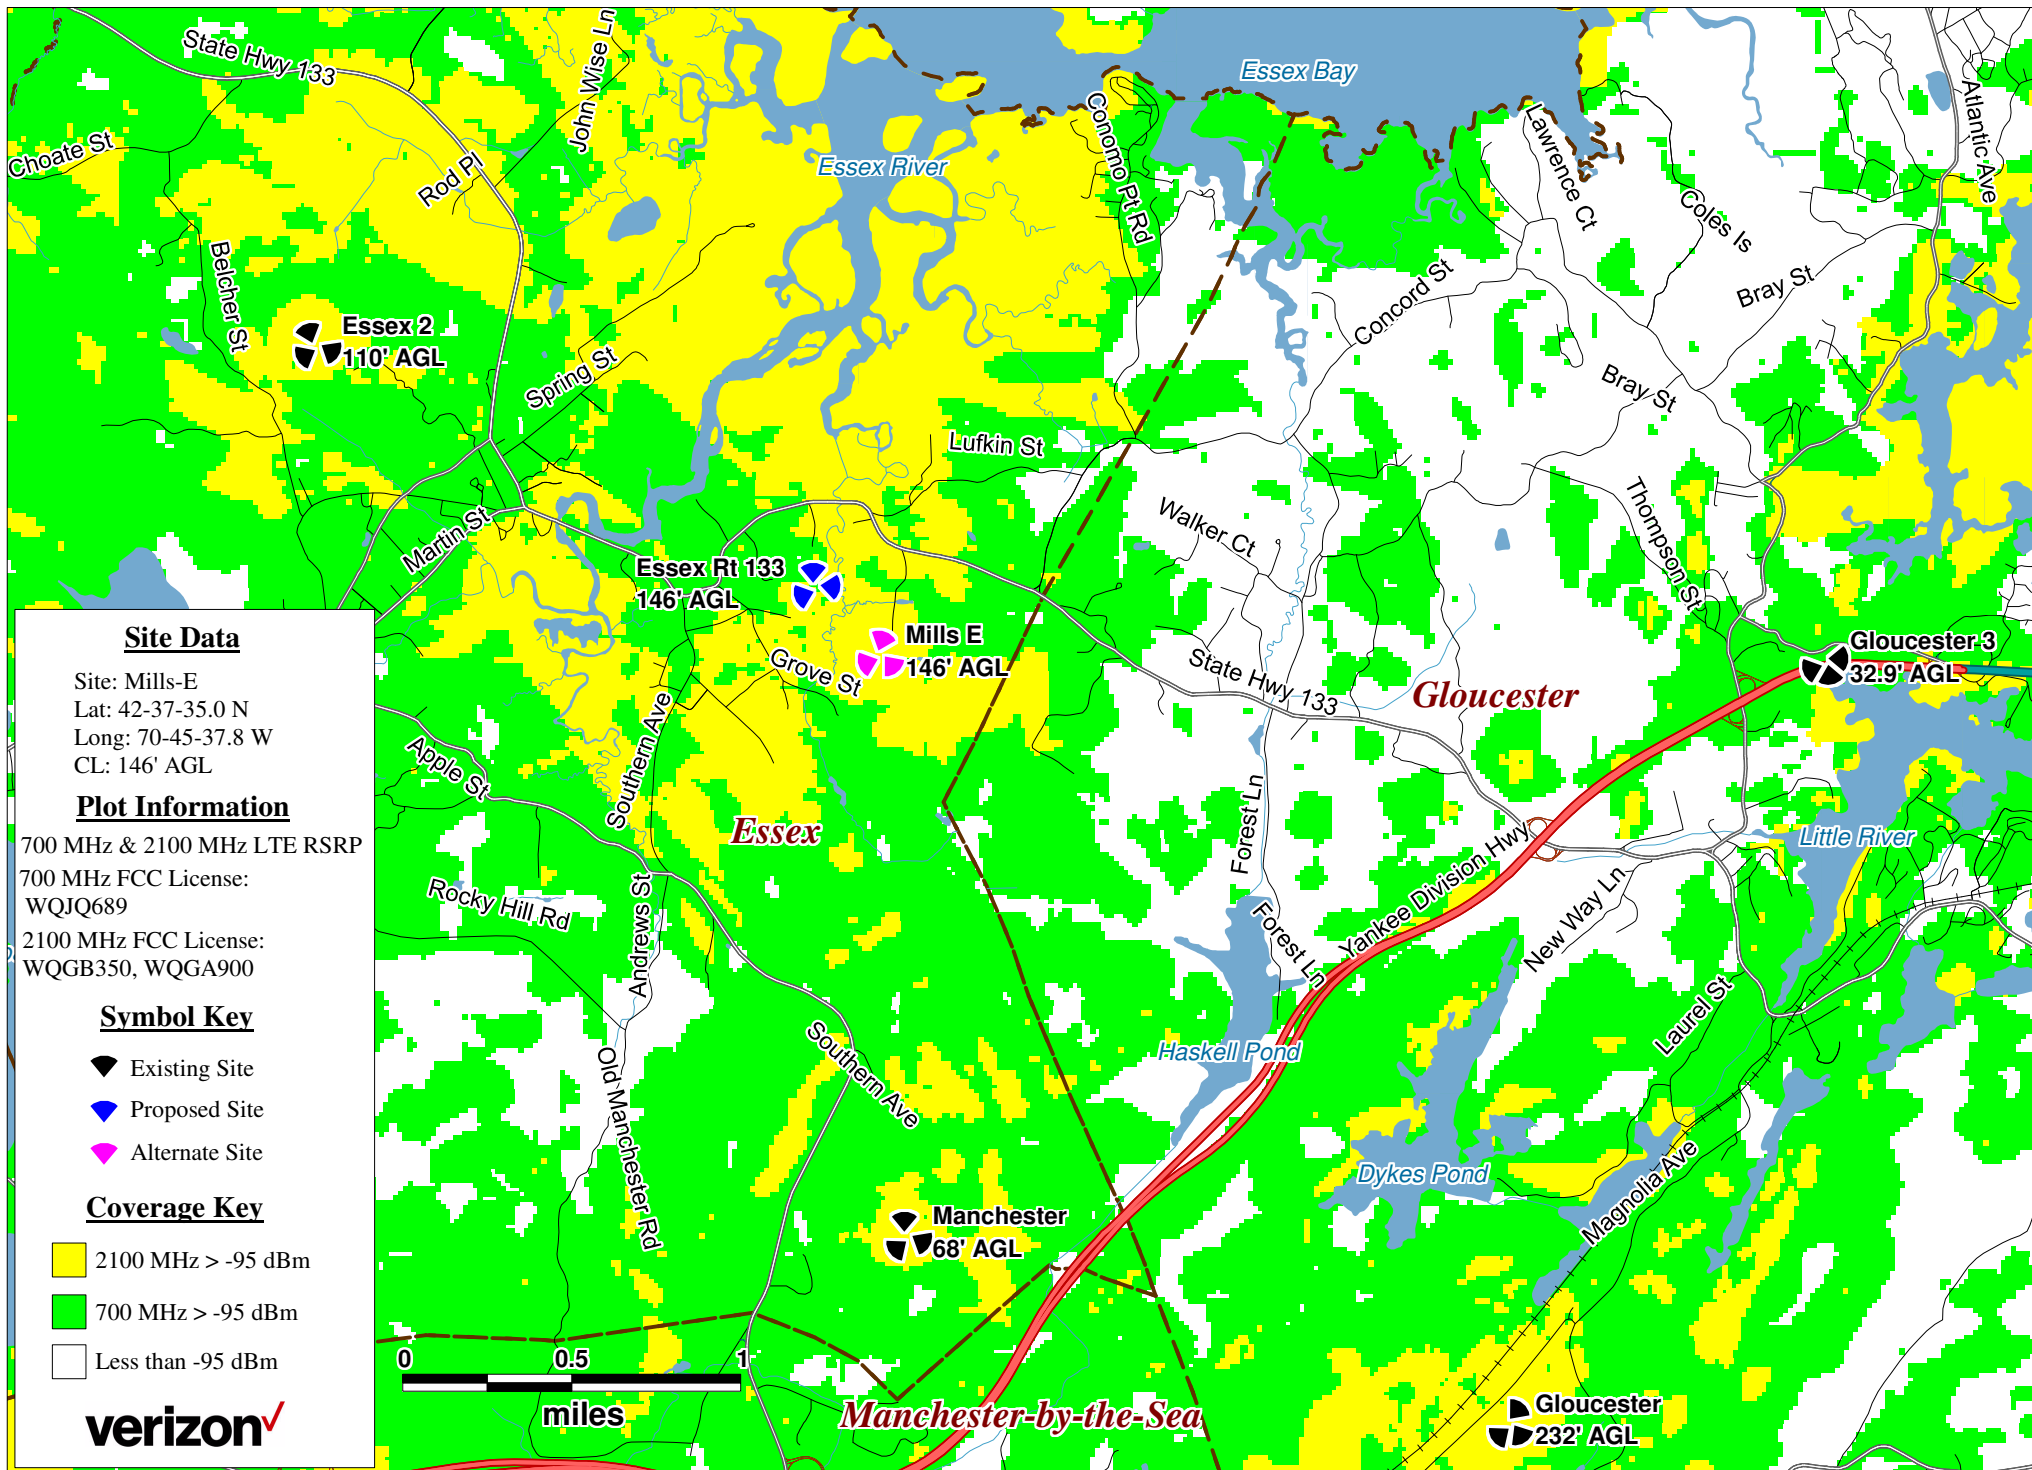 State Hwy 133
John Wise Ln
Essex Bay
Atlantic Ave
Choate St
Rod Pl
Essex River
Conomo Pt Rd
Lawrence Ct
Coles Is
Belcher St
Bray St
Concord St
Essex 2
110' AGL
Spring St
Bray St
Lufkin St
Thompson St
Walker Ct
Martin St
Essex Rt 133
146' AGL
Mills E
146' AGL
Grove St
State Hwy 133
Gloucester
Gloucester 3
32.9' AGL
Southern Ave
Apple St
Essex
Forest Ln
Yankee Division Hwy
Little River
Rocky Hill Rd
Andrews St
Forest Ln
New Way Ln
Laurel St
Southern Ave
Haskell Pond
Old Manchester Rd
Dykes Pond
Magnolia Ave
Manchester
68' AGL
Gloucester
232' AGL
Manchester-by-the-Sea
0 0.5 1
miles
Site Data
Site: Mills-E
Lat: 42-37-35.0 N
Long: 70-45-37.8 W
CL: 146' AGL
Plot Information
700 MHz & 2100 MHz LTE RSRP
700 MHz FCC License:
WQJQ689
2100 MHz FCC License:
WQGB350, WQGA900
Symbol Key
Existing Site
Proposed Site
Alternate Site
Coverage Key
2100 MHz > -95 dBm
700 MHz > -95 dBm
Less than -95 dBm
verizon